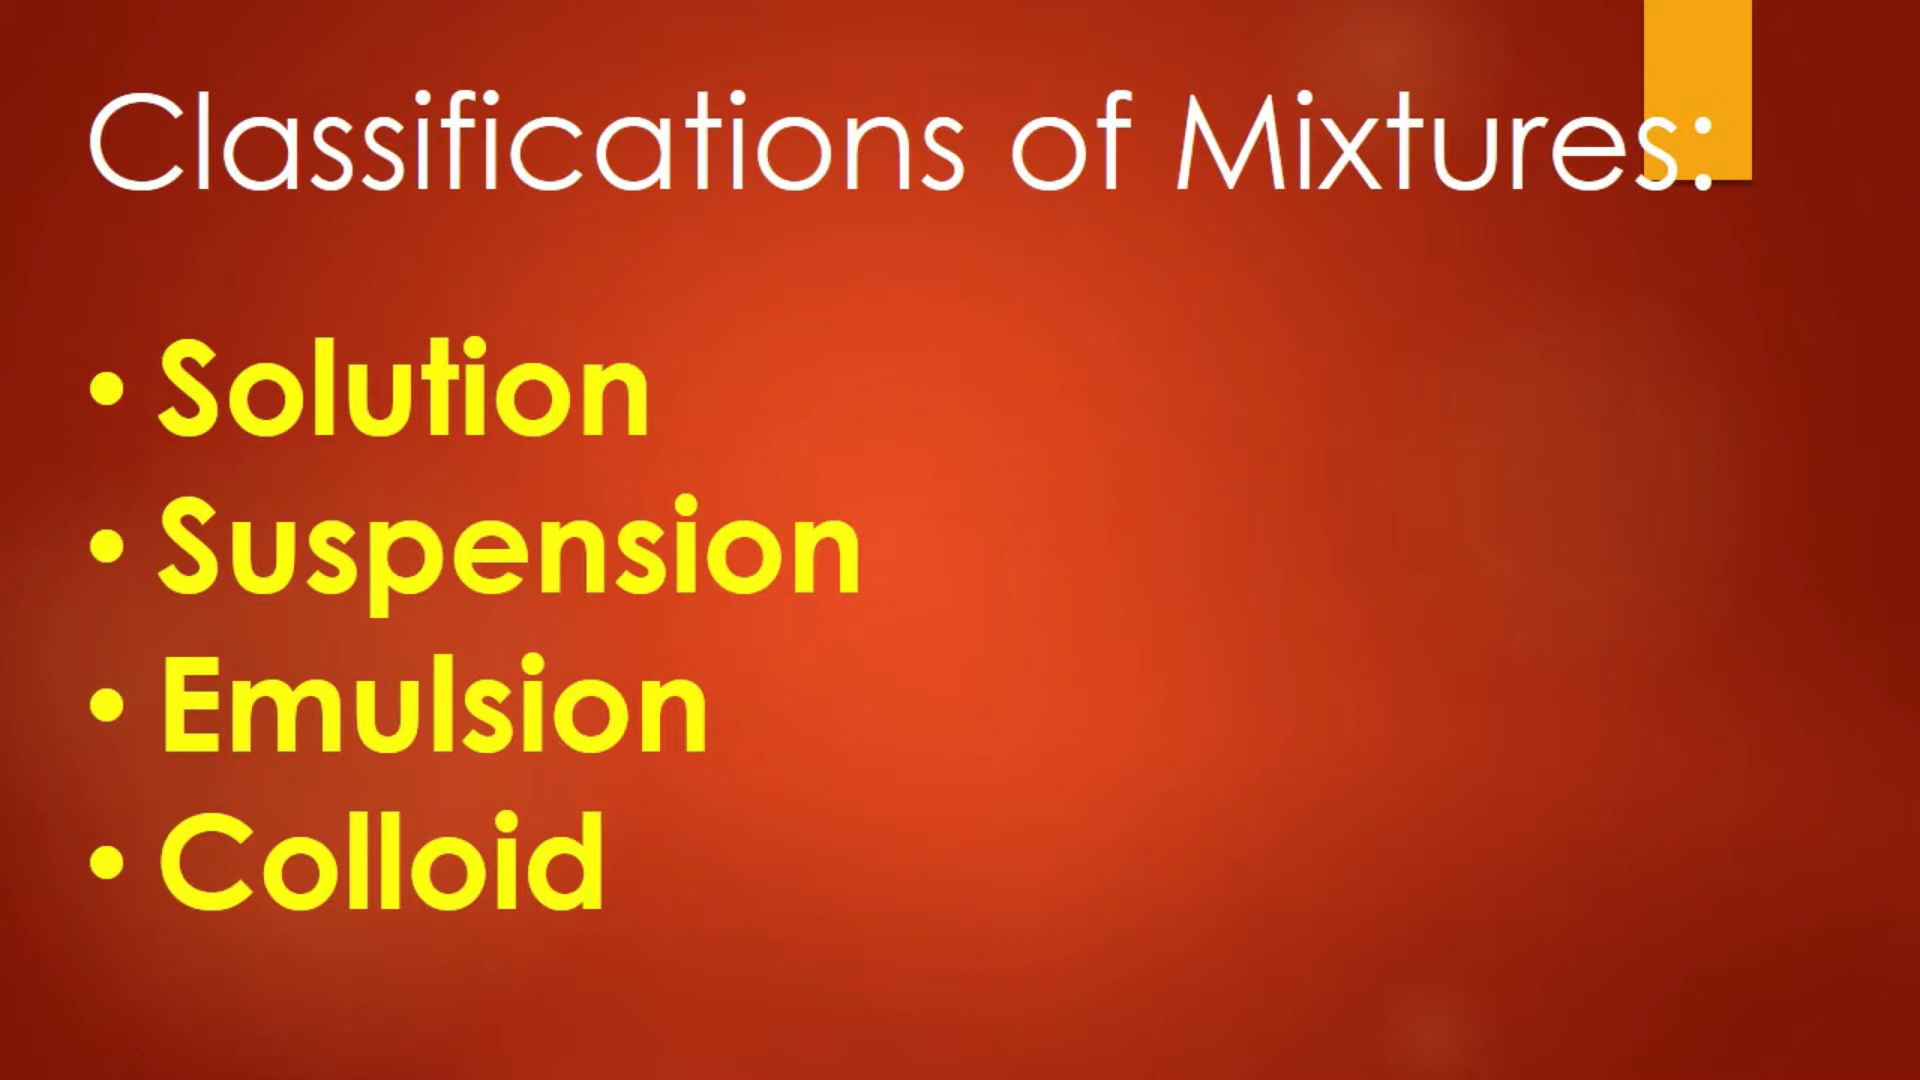 Classifications of Mixtures:
• Solution
• Suspension
• Emulsion
• Colloid